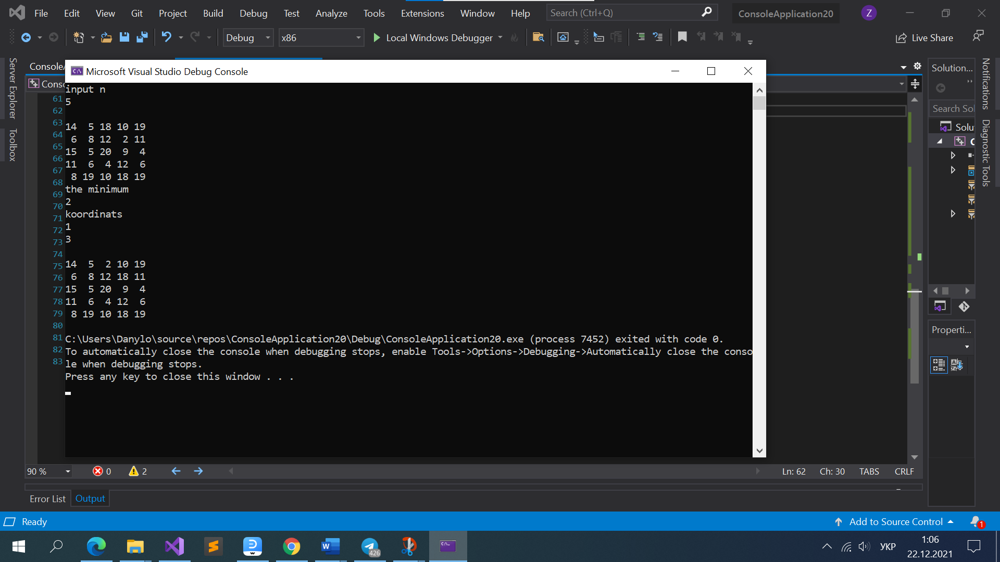 File Edit View Git Project Build Debug Test Analyze Tools Extensions Window Help Search (Ctrl+Q) ConsoleApplication20 Z
Debug x86 Local Windows Debugger Live Share
Server Explorer
Toolbox
Microsoft Visual Studio Debug Console
Solution...
Search Sol
Solu
Notifications
Diagnostic Tools
Properti...
61
62
63
64
65
66
67
68
69
70
71
72
73
74
75
76
77
78
79
80
81
82
83
input n
5
14 5 18 10 19
6 8 12 2 11
15 5 20 9 4
11 6 4 12 6
8 19 10 18 19
the minimum
2
koordinats
1
3
14 5 2 10 19
6 8 12 18 11
15 5 20 9 4
11 6 4 12 6
8 19 10 18 19
C:\Users\Danylo\source\repos\ConsoleApplication20\Debug\ConsoleApplication20.exe (process 7452) exited with code 0.
To automatically close the console when debugging stops, enable Tools->Options->Debugging->Automatically close the conso
le when debugging stops.
Press any key to close this window . . .
90 % 0 2 Ln: 62 Ch: 30 TABS CRLF
Error List Output
Ready Add to Source Control 1
426 УКР 1:06
22.12.2021